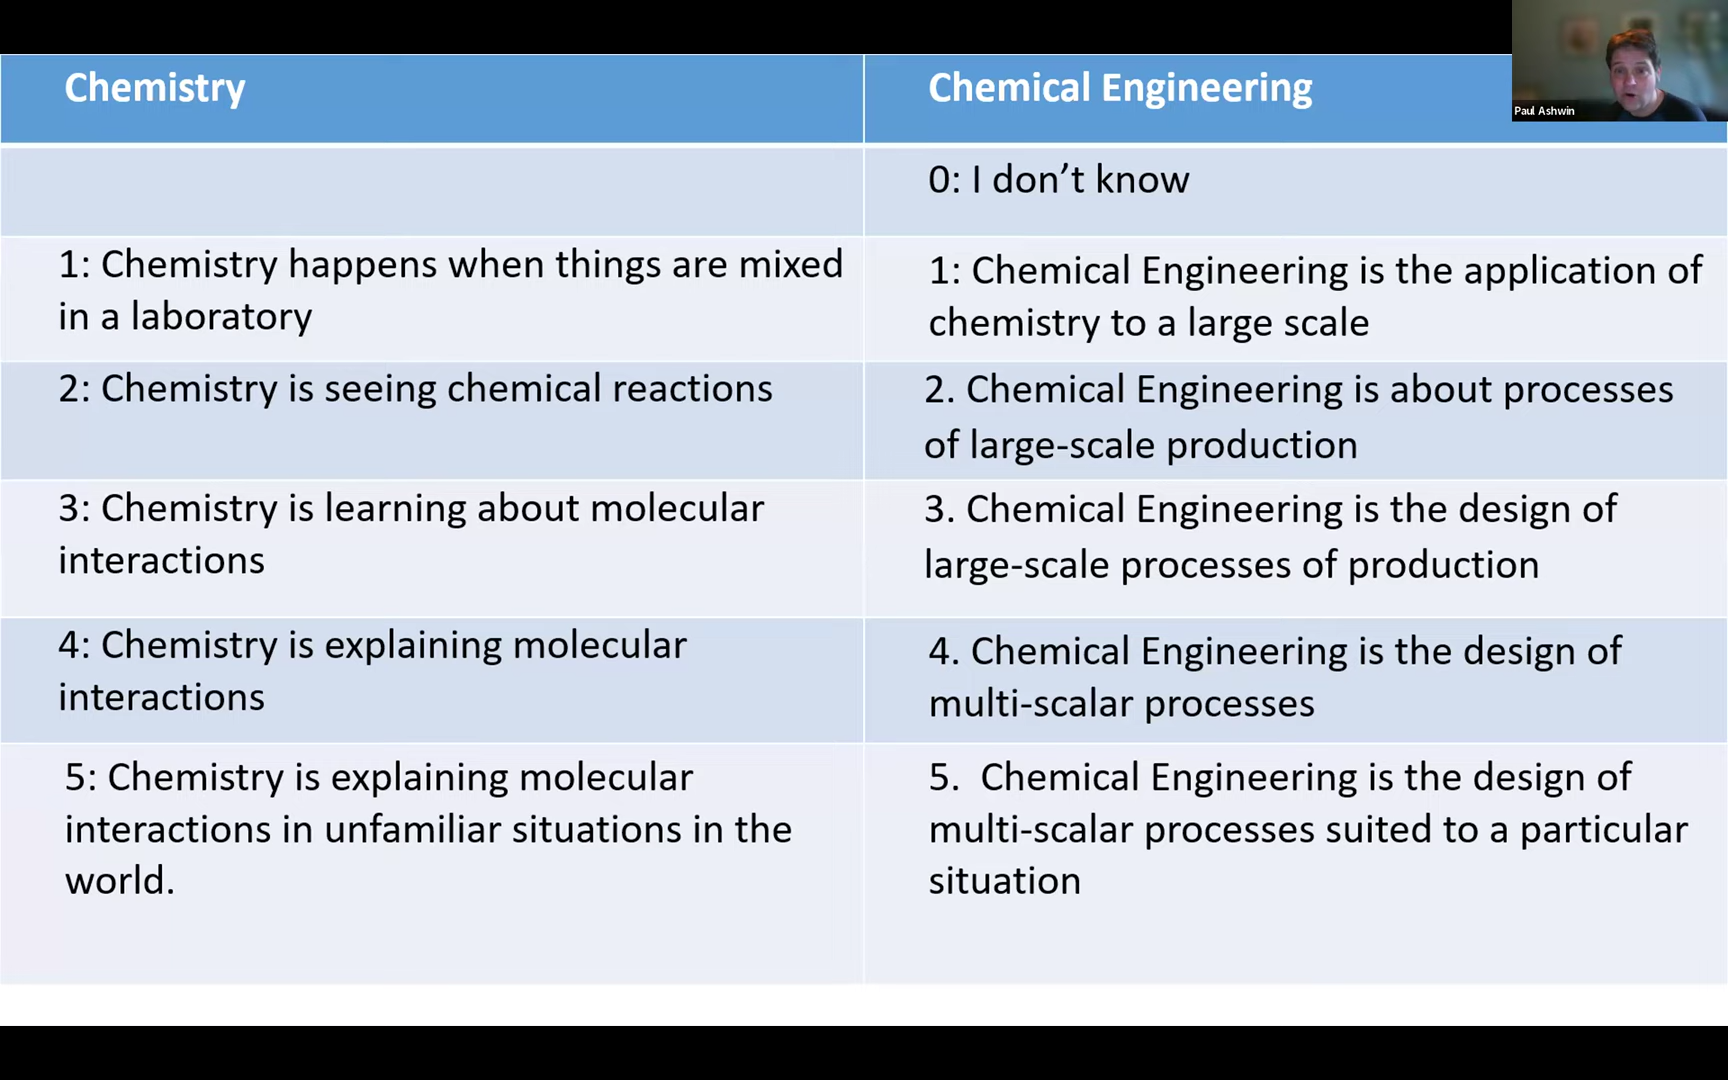 Chemistry
Chemical Engineering
Paul Ashwin
0: I don’t know
1: Chemistry happens when things are mixed
in a laboratory
1: Chemical Engineering is the application of
chemistry to a large scale
2: Chemistry is seeing chemical reactions
2. Chemical Engineering is about processes
of large-scale production
3: Chemistry is learning about molecular
interactions
3. Chemical Engineering is the design of
large-scale processes of production
4: Chemistry is explaining molecular
interactions
4. Chemical Engineering is the design of
multi-scalar processes
5: Chemistry is explaining molecular
interactions in unfamiliar situations in the
world.
5.  Chemical Engineering is the design of
multi-scalar processes suited to a particular
situation